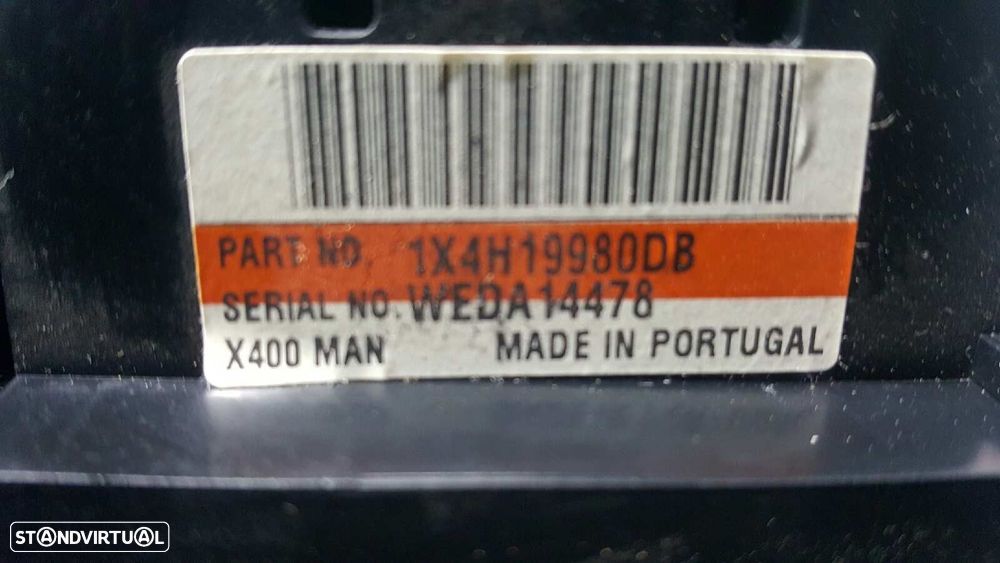 PART NO. 1X4H19980DB
SERIAL NO. WEDA14478
X400 MAN MADE IN PORTUGAL
STANDVIRTUAL